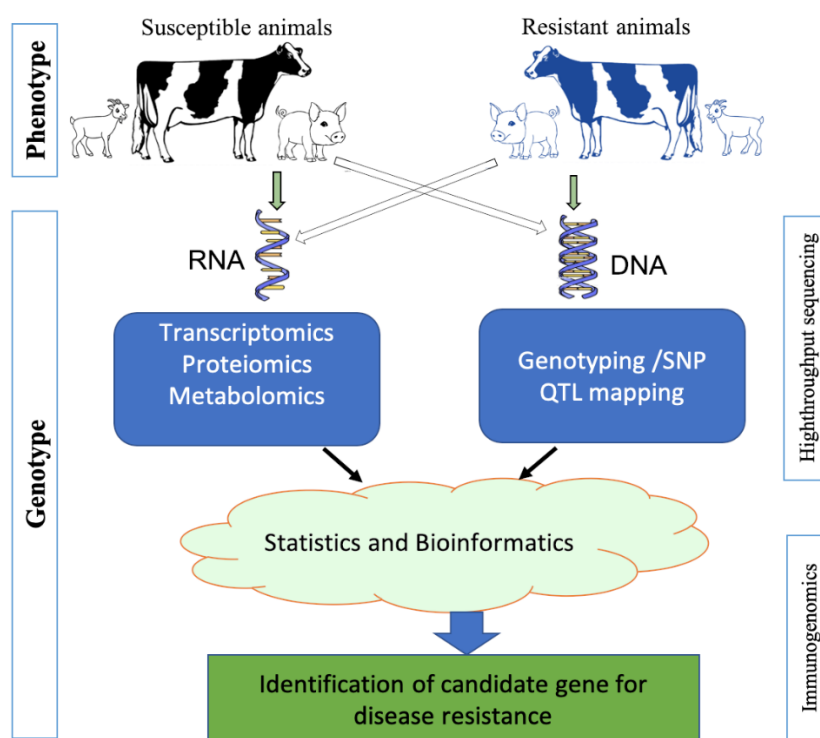 Susceptible animals
Resistant animals
Phenotype
RNA
DNA
Transcriptomics
Proteiomics
Metabolomics
Genotyping /SNP
QTL mapping
Highthroughput sequencing
Genotype
Statistics and Bioinformatics
Immunogenomics
Identification of candidate gene for
disease resistance